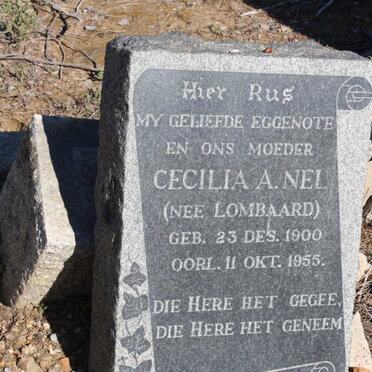 Hier Rus
MY GELIEFDE EGGENOTE
EN ONS MOEDER
CECILIA A. NEL
(NEE LOMBAARD)
GEB. 23 DES. 1900
OORL. 11 OKT. 1955.
DIE HERE HET GEGEE,
DIE HERE HET GENEEM